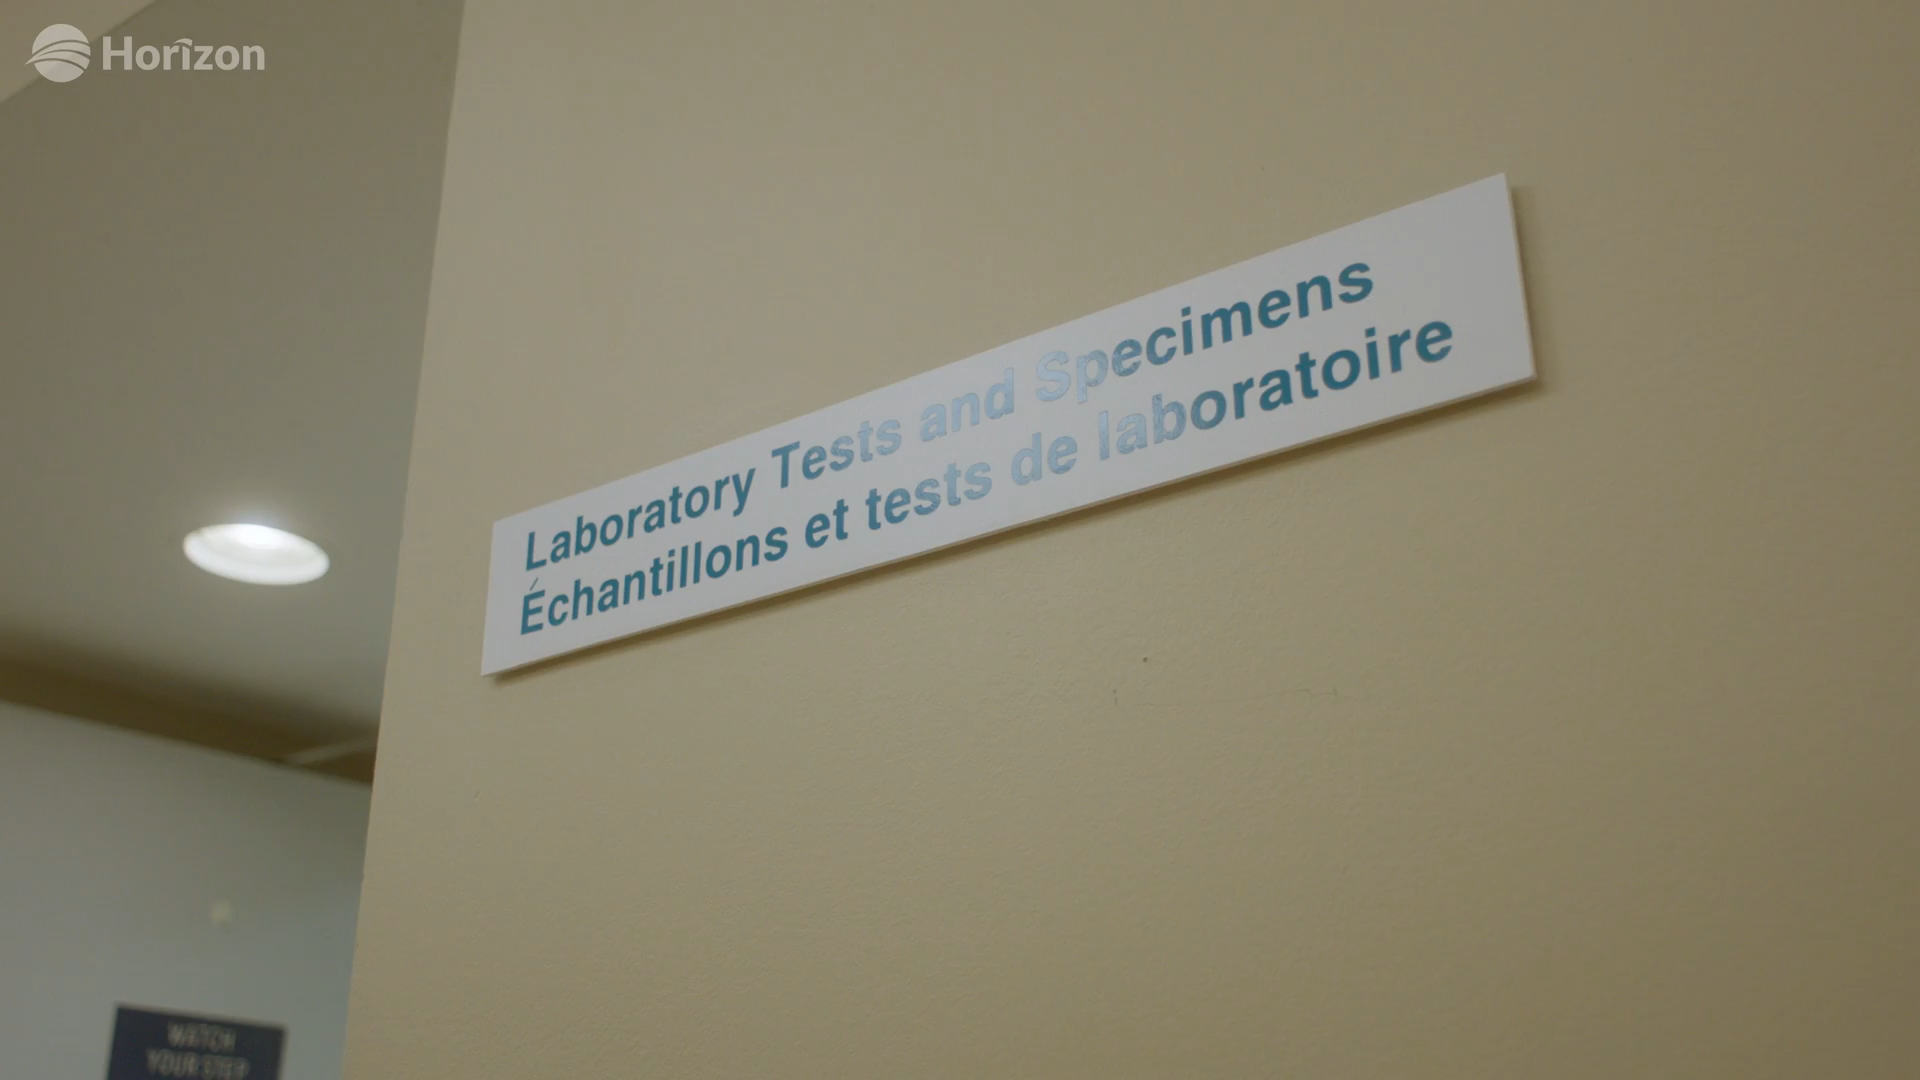 Horizon
Laboratory Tests and Specimens
Échantillons et tests de laboratoire
WATCH
YOUR STEP